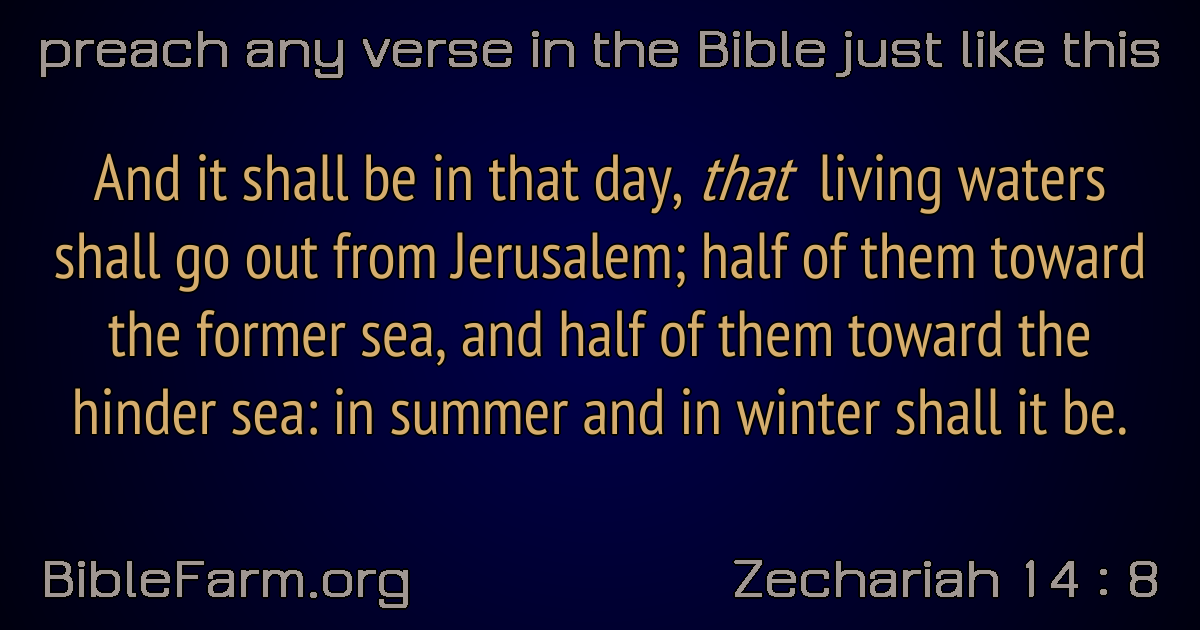 preach any verse in the Bible just like this
And it shall be in that day, that living waters
shall go out from Jerusalem; half of them toward
the former sea, and half of them toward the
hinder sea: in summer and in winter shall it be.
BibleFarm.org
Zechariah 14 : 8